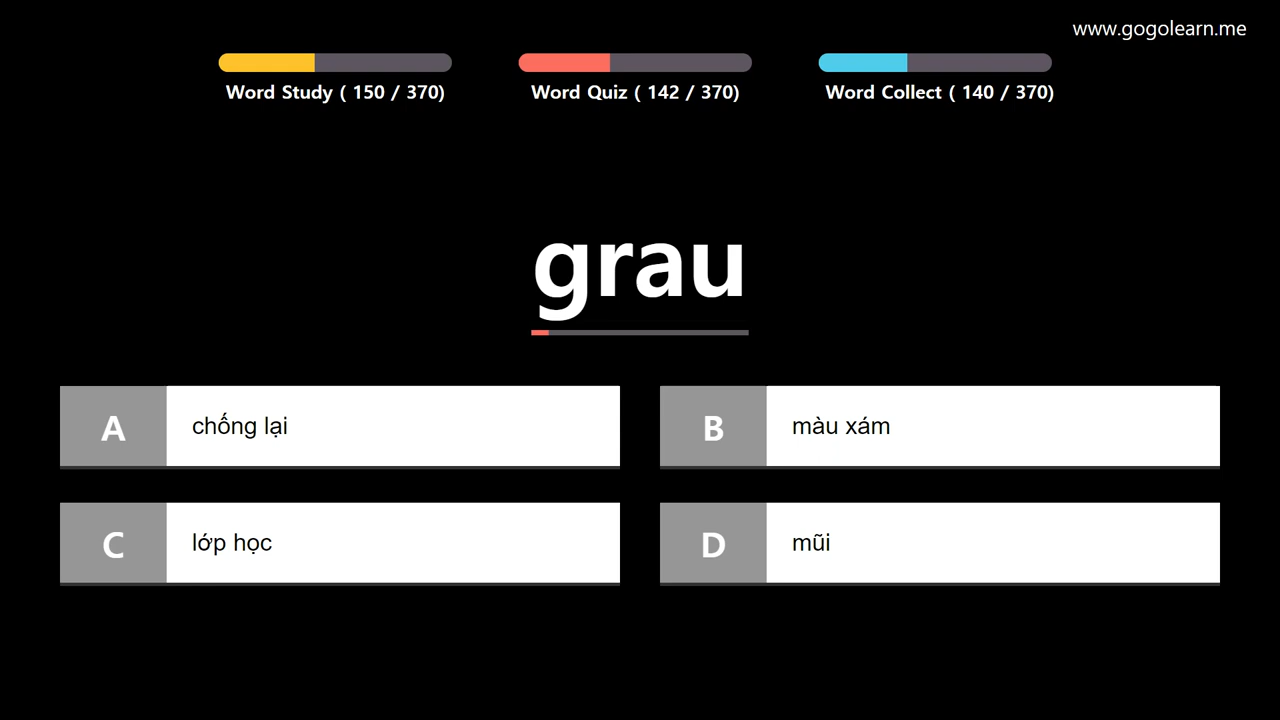 www.gogolearn.me
Word Study ( 150 / 370)
Word Quiz ( 142 / 370)
Word Collect ( 140 / 370)
grau
A
chống lại
B
màu xám
C
lớp học
D
mũi